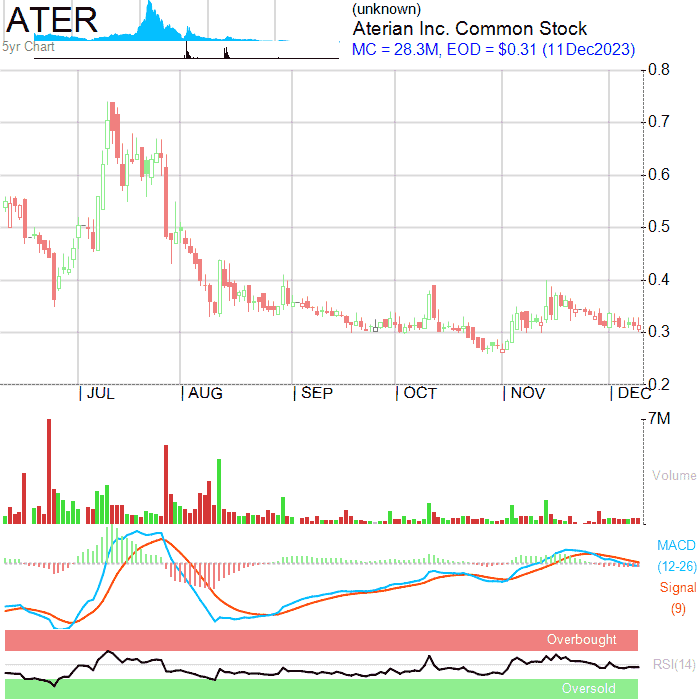 ATER
5yr Chart
(unknown)
Aterian Inc. Common Stock
MC = 28.3M, EOD = $0.31 (11Dec2023)
0.8
0.7
0.6
0.5
0.4
0.3
0.2
JUL AUG SEP OCT NOV DEC
7M
Volume
MACD
(12-26)
Signal
(9)
Overbought
RSI(14)
Oversold